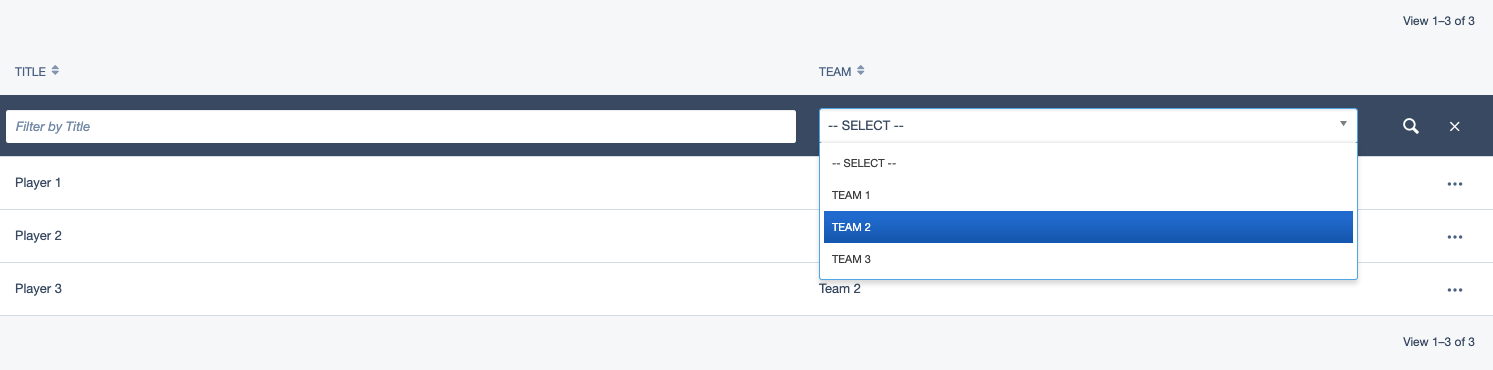 View 1–3 of 3
TITLE TEAM
Filter by Title -- SELECT --
-- SELECT --
Player 1
TEAM 1
TEAM 2
Player 2
TEAM 3
Player 3 Team 2
View 1–3 of 3